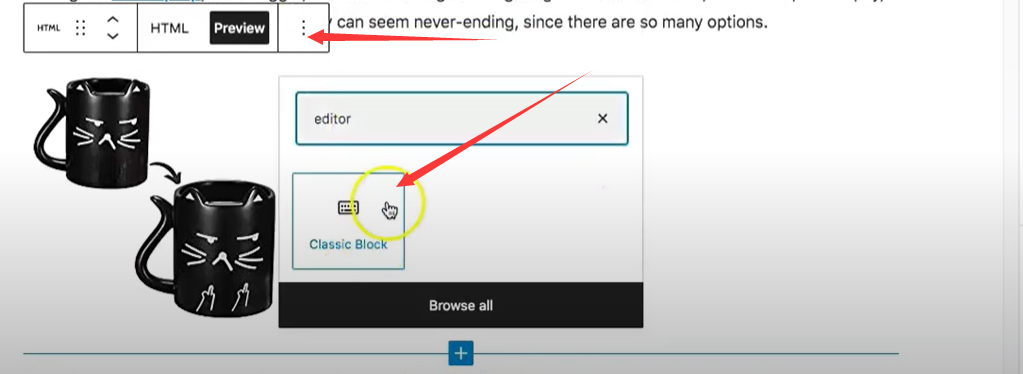 can seem never-ending, since there are so many options.
HTML HTML Preview
editor
Classic Block
Browse all